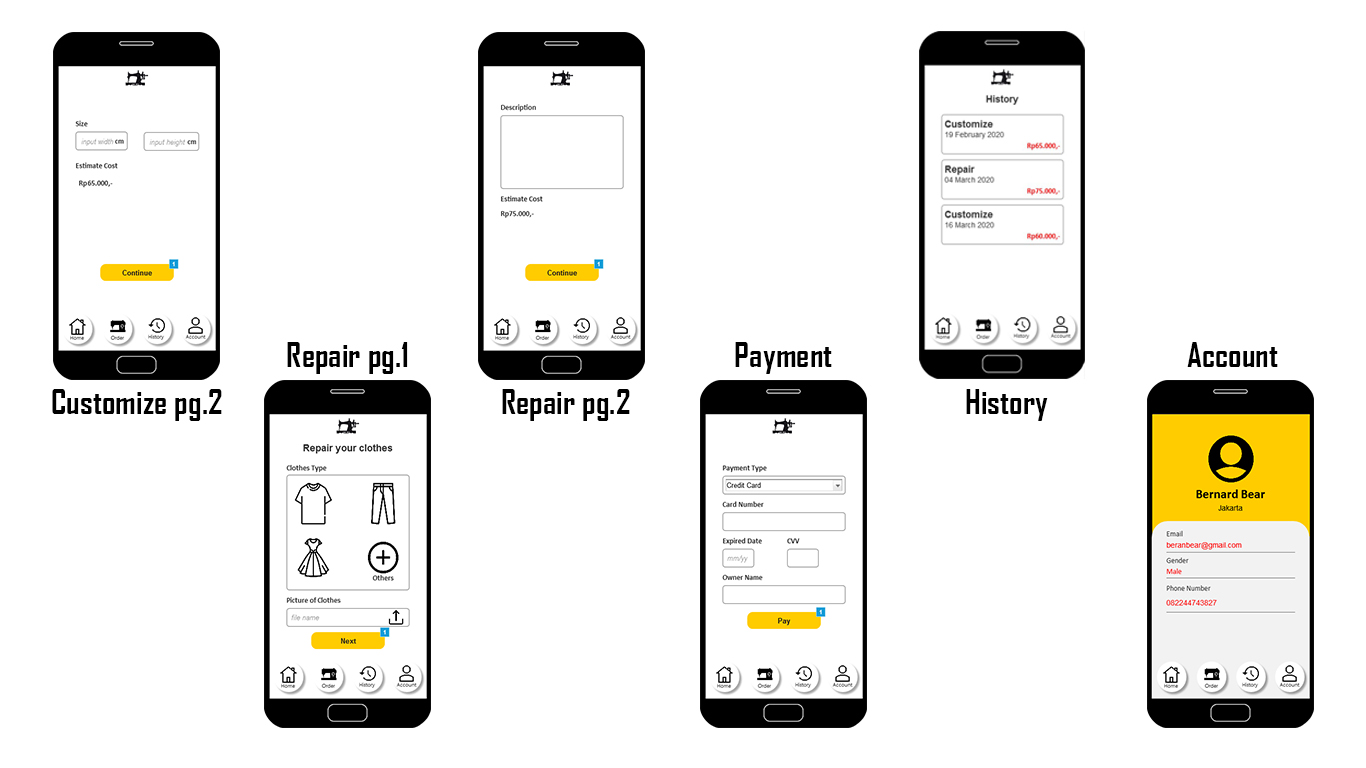 Size
input width cm
input height cm
Estimate Cost
Rp65.000,-
1
Continue
Home
Order
History
Account
Customize pg.2
Repair pg.1
Repair your clothes
Clothes Type
Others
Picture of Clothes
file name
1
Next
Home
Order
History
Account
Description
Estimate Cost
Rp75.000,-
1
Continue
Home
Order
History
Account
Repair pg.2
Payment
Payment Type
Credit Card
Card Number
Expired Date
CVV
mm/yy
Owner Name
1
Pay
Home
Order
History
Account
History
Customize
19 February 2020
Rp65.000,-
Repair
04 March 2020
Rp75.000,-
Customize
16 March 2020
Rp60.000,-
Home
Order
History
Account
History
Account
Bernard Bear
Jakarta
Email
beranbear@gmail.com
Gender
Male
Phone Number
082244743827
Home
Order
History
Account